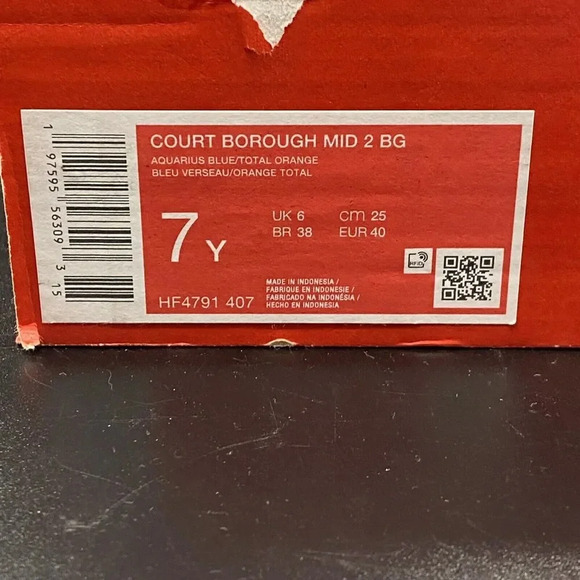 COURT BOROUGH MID 2 BG
AQUARIUS BLUE/TOTAL ORANGE
BLEU VERSEAU/ORANGE TOTAL
7 Y
UK 6 cm 25
BR 38 EUR 40
RFID
MADE IN INDONESIA /
FABRIQUE EN INDONESIE /
FABRICADO NA INDONÉSIA /
HECHO EN INDONESIA
HF4791 407
1 97595 56309 3 15